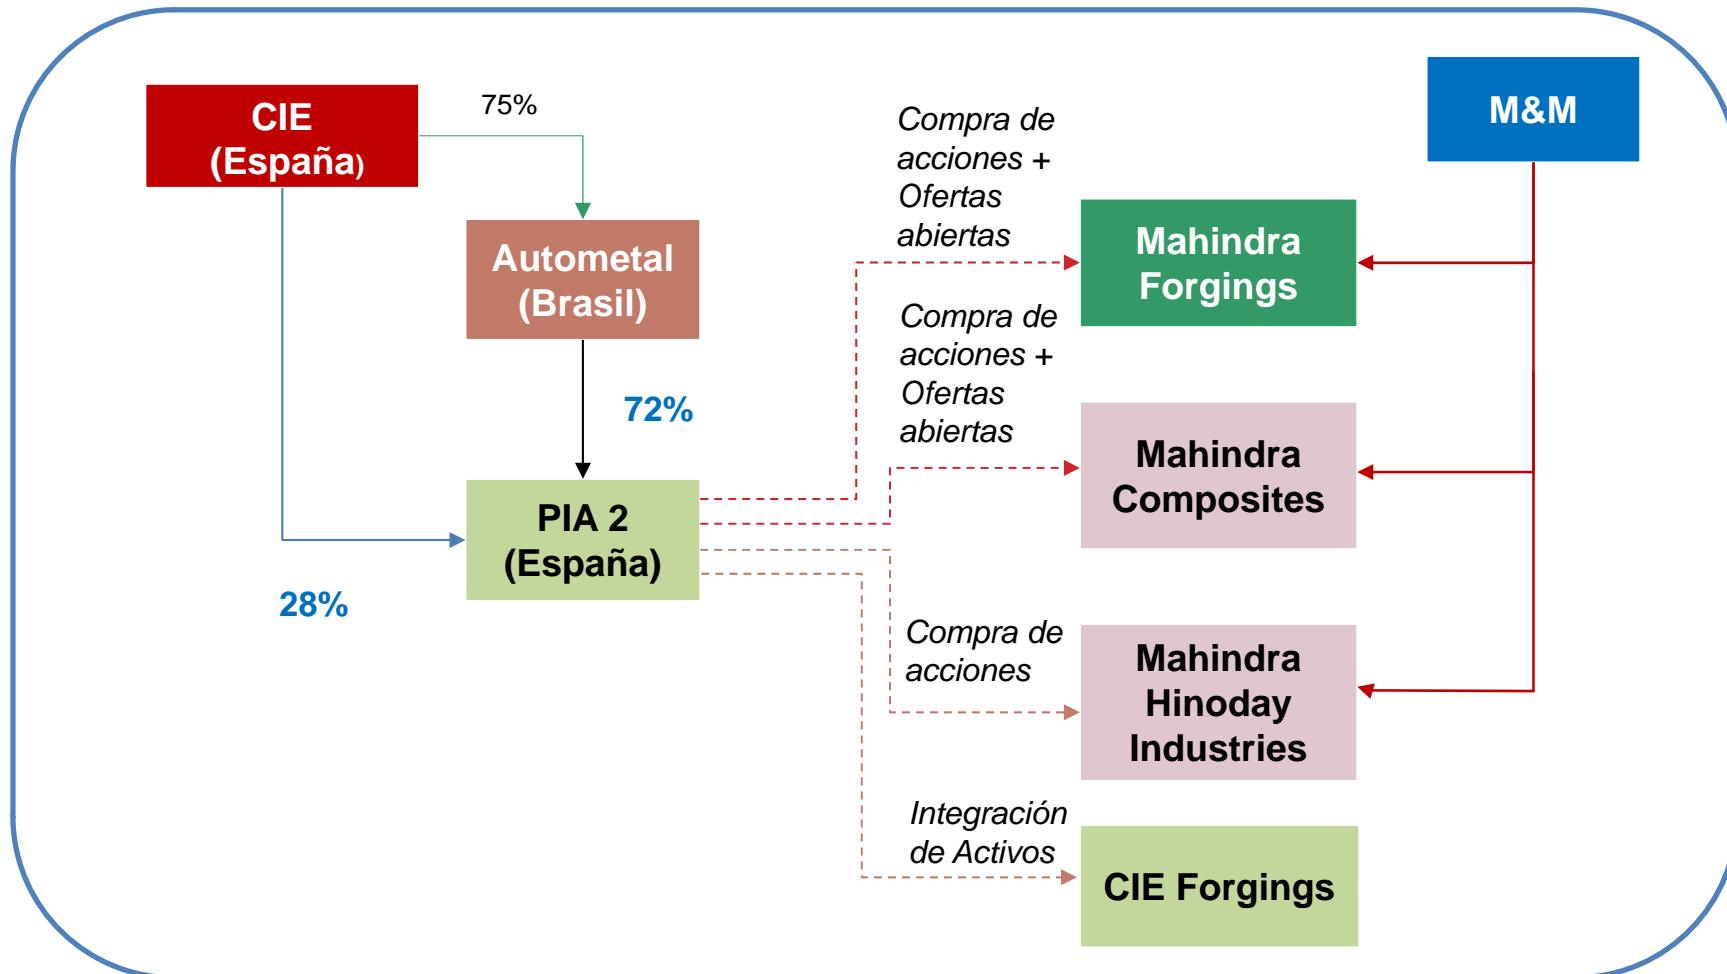 CIE
(España)
75%
Autometal
(Brasil)
72%
PIA 2
(España)
28%
Compra de
acciones +
Ofertas
abiertas
Compra de
acciones +
Ofertas
abiertas
Compra de
acciones
Integración
de Activos
M&M
Mahindra
Forgings
Mahindra
Composites
Mahindra
Hinoday
Industries
CIE Forgings